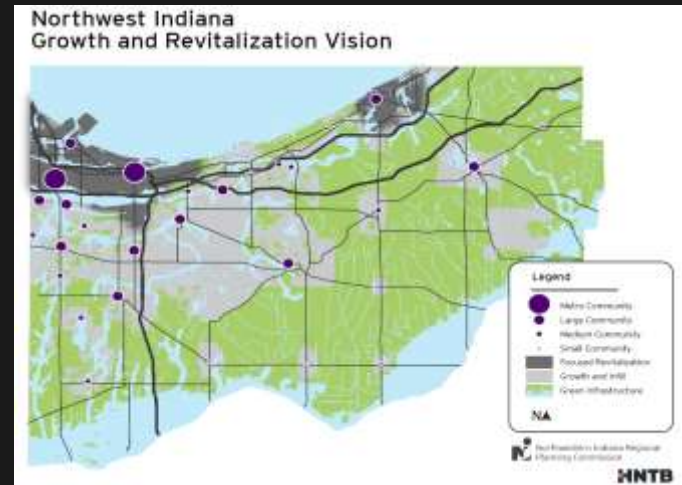 Northwest Indiana
Growth and Revitalization Vision
Legend
Metro Community
Large Community
Medium Community
Small Community
Focused Revitalization
Growth and Infill
Green Infrastructure
NA
Northwestern Indiana Regional
Planning Commission
HNTB